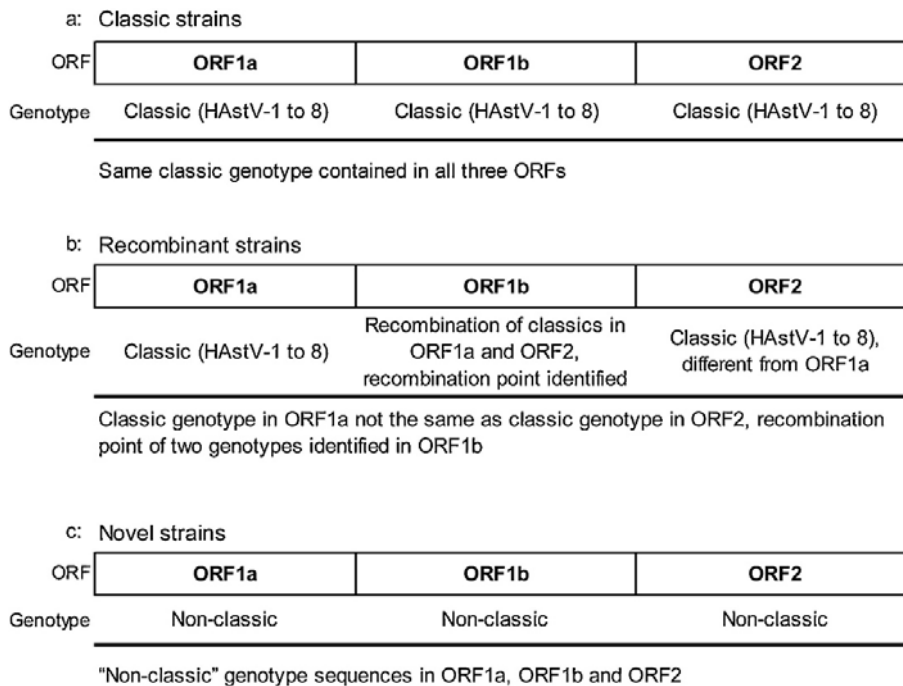 a: Classic strains
ORF ORF1a ORF1b ORF2
Genotype Classic (HAstV-1 to 8) Classic (HAstV-1 to 8) Classic (HAstV-1 to 8)
Same classic genotype contained in all three ORFs
b: Recombinant strains
ORF ORF1a ORF1b ORF2
Genotype Classic (HAstV-1 to 8)
Recombination of classics in
ORF1a and ORF2,
recombination point identified
Classic (HAstV-1 to 8),
different from ORF1a
Classic genotype in ORF1a not the same as classic genotype in ORF2, recombination
point of two genotypes identified in ORF1b
c: Novel strains
ORF ORF1a ORF1b ORF2
Genotype Non-classic Non-classic Non-classic
"Non-classic" genotype sequences in ORF1a, ORF1b and ORF2